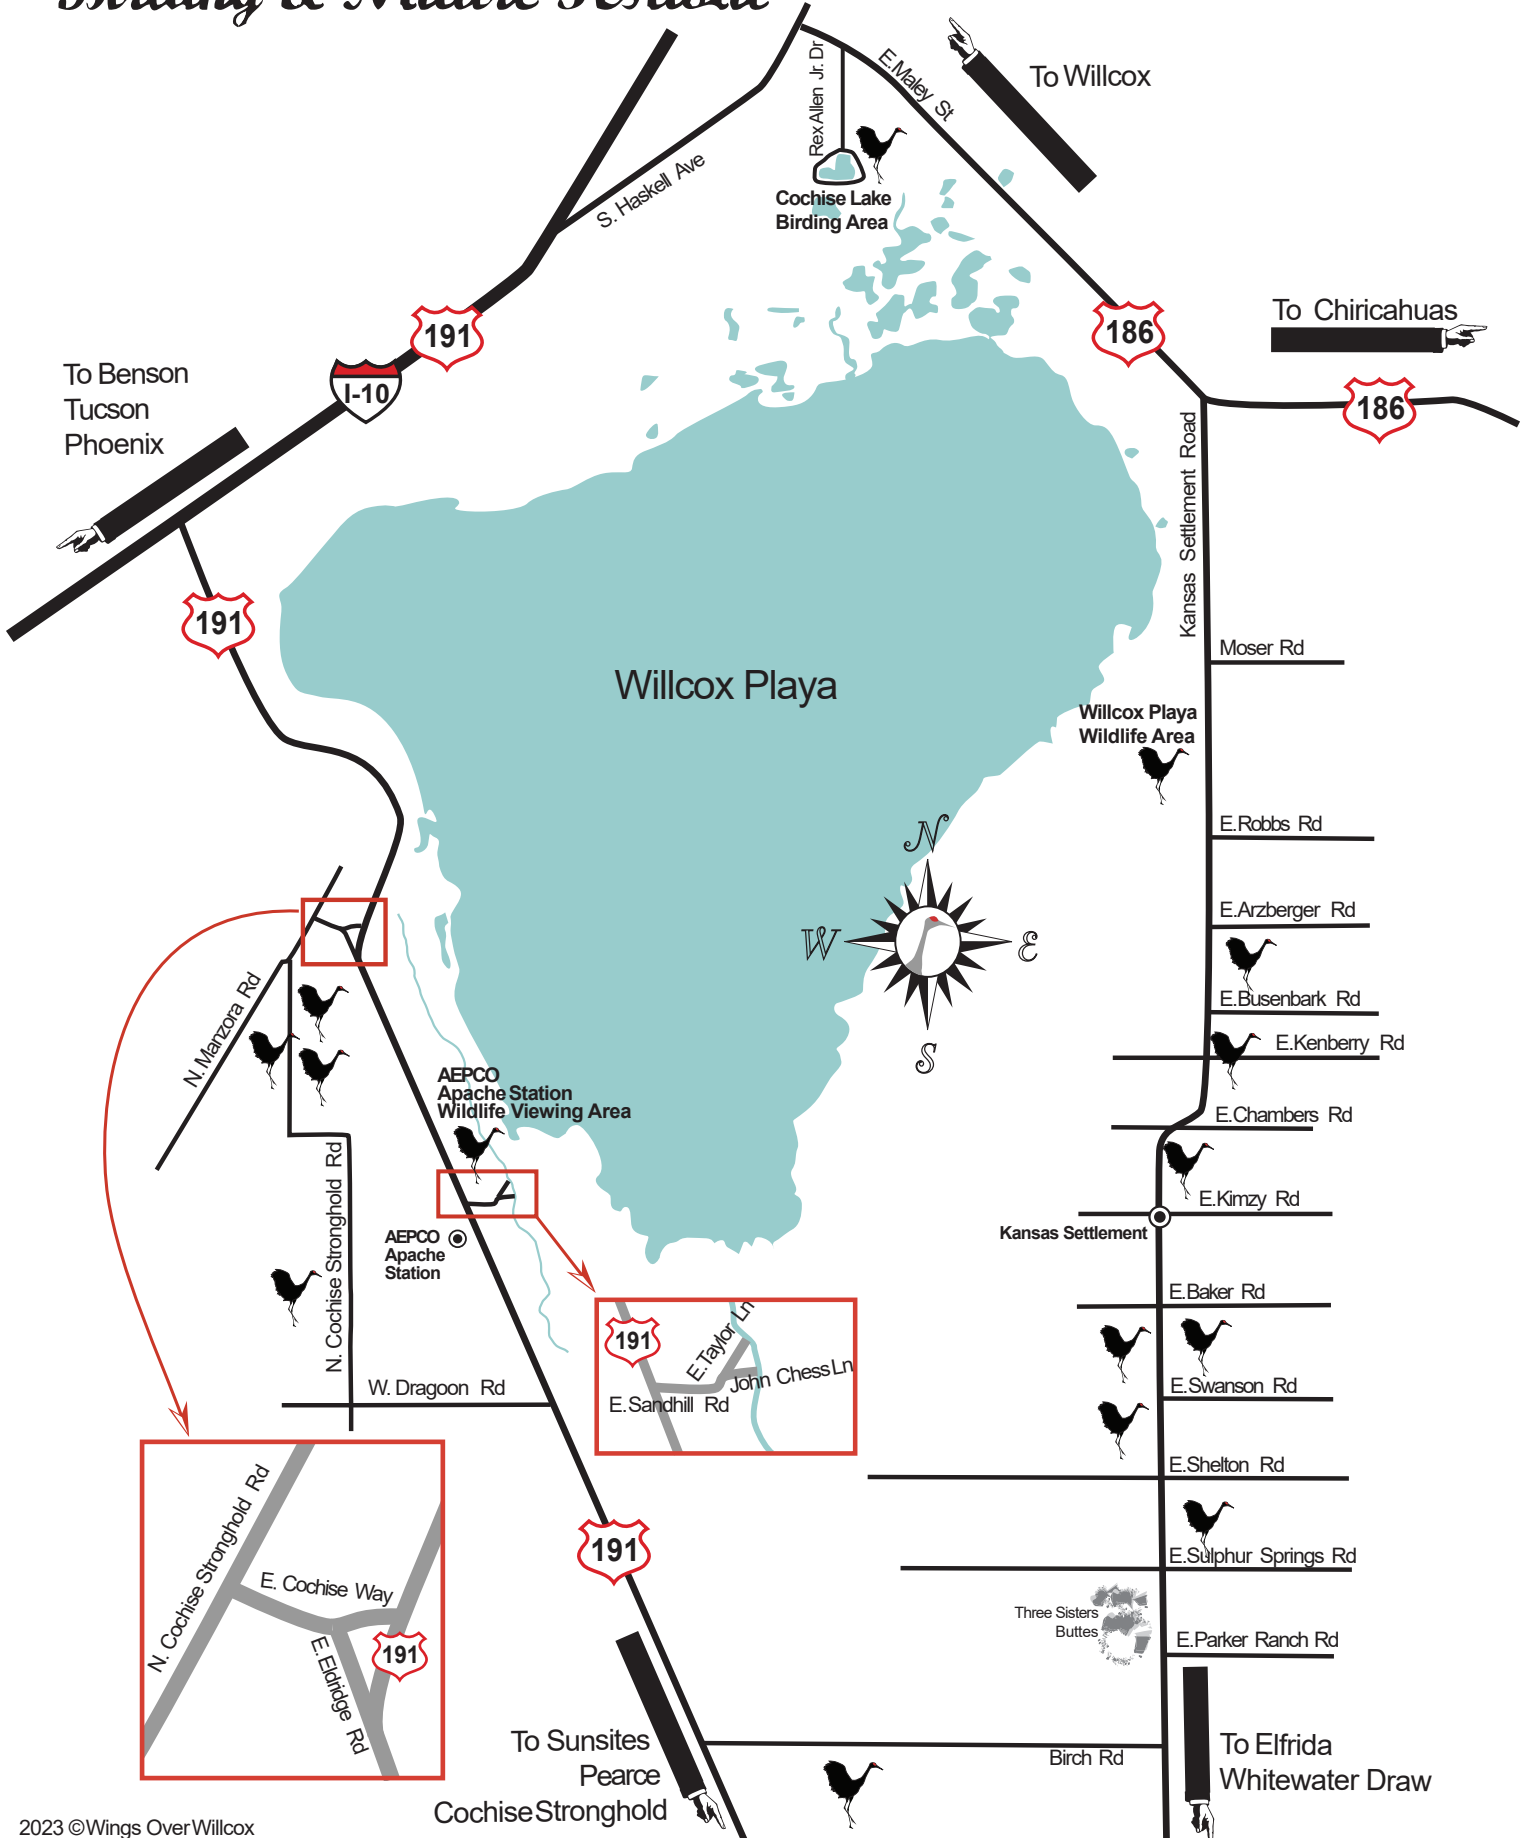 Birding & Nature Festival
To Willcox
E.Maley St
Rex Allen Jr. Dr
S. Haskell Ave
Cochise Lake
Birding Area
191
186
To Chiricahuas
186
I-10
To Benson
Tucson
Phoenix
191
Kansas Settlement Road
Moser Rd
Willcox Playa
Willcox Playa
Wildlife Area
E.Robbs Rd
N
W
E
S
E.Arzberger Rd
E.Busenbark Rd
E.Kenberry Rd
E.Chambers Rd
E.Kimzy Rd
Kansas Settlement
N. Manzora Rd
AEPCO
Apache Station
Wildlife Viewing Area
AEPCO
Apache
Station
N. Cochise Stronghold Rd
E.Baker Rd
191
E.Taylor Ln
John Chess Ln
E.Sandhill Rd
W. Dragoon Rd
E.Swanson Rd
E.Shelton Rd
191
E.Sulphur Springs Rd
N. Cochise Stronghold Rd
E. Cochise Way
191
E. Eldridge Rd
Three Sisters
Buttes
E.Parker Ranch Rd
To Sunsites
Pearce
Cochise Stronghold
Birch Rd
To Elfrida
Whitewater Draw
2023 ©Wings Over Willcox